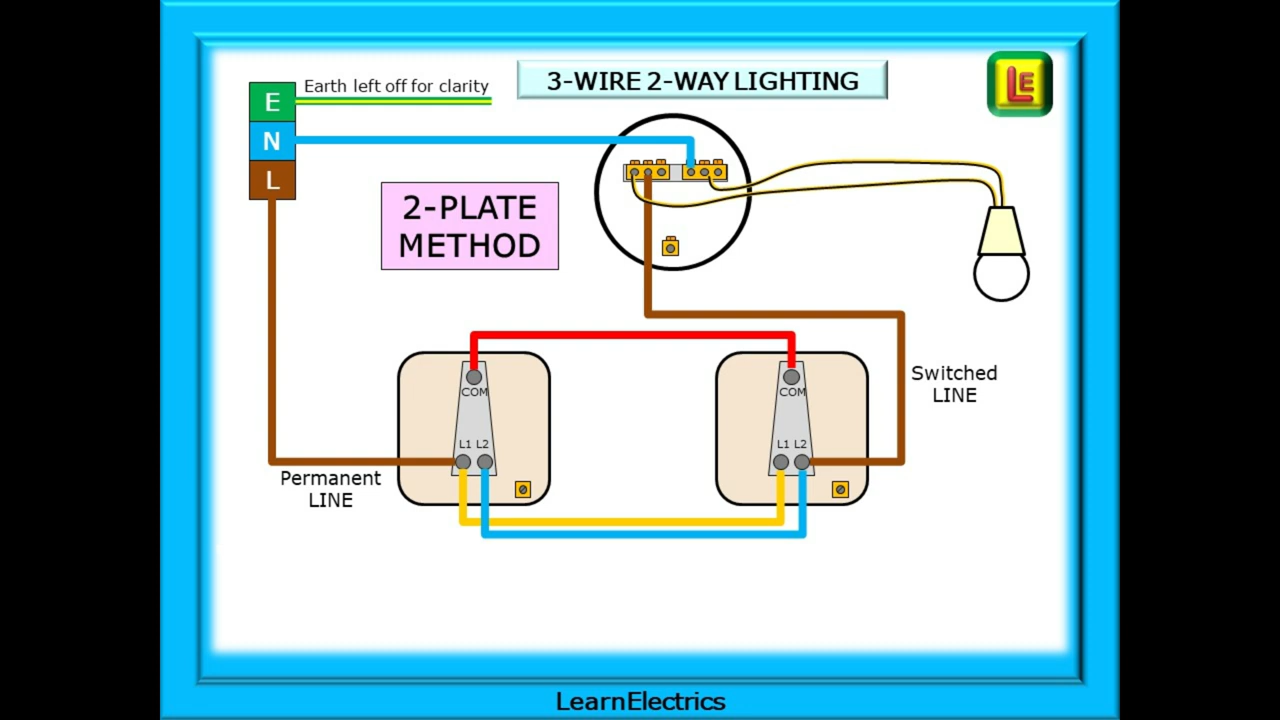 3-WIRE 2-WAY LIGHTING
LE
Earth left off for clarity
E
N
L
2-PLATE
METHOD
Switched
LINE
COM
L1 L2
COM
L1 L2
Permanent
LINE
LearnElectrics